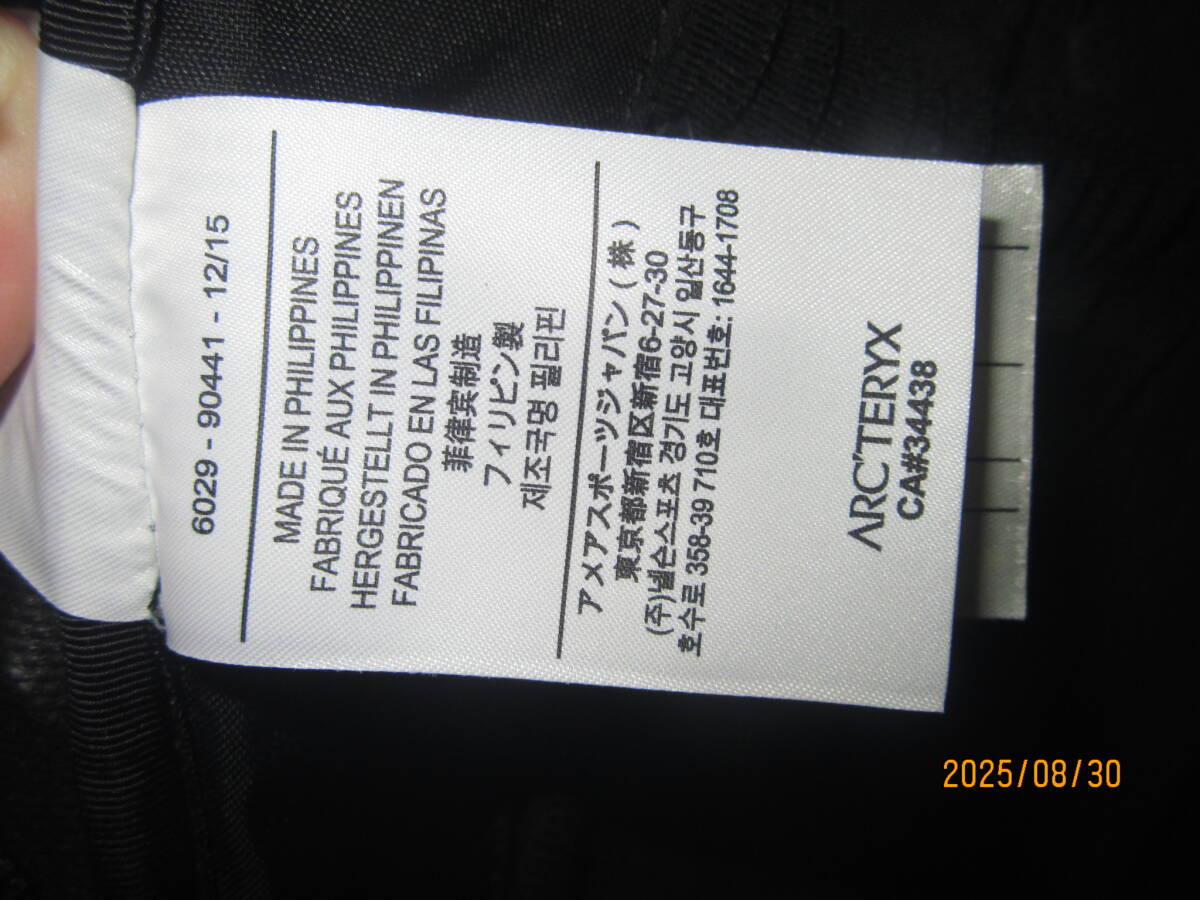 6029 - 90441 - 12/15
MADE IN PHILIPPINES
FABRIQUÉ AUX PHILIPPINES
HERGESTELLT IN PHILIPPINEN
FABRICADO EN LAS FILIPINAS
菲律宾制造
フィリピン製
제조국명 필리핀
アメアスポーツジャパン(株)
東京都新宿区新宿6-27-30
(주)넬슨스포츠 경기도 고양시 일산동구
호수로 358-39 710호 대표번호: 1644-1708
ARC'TERYX
CA#34438
2025/08/30